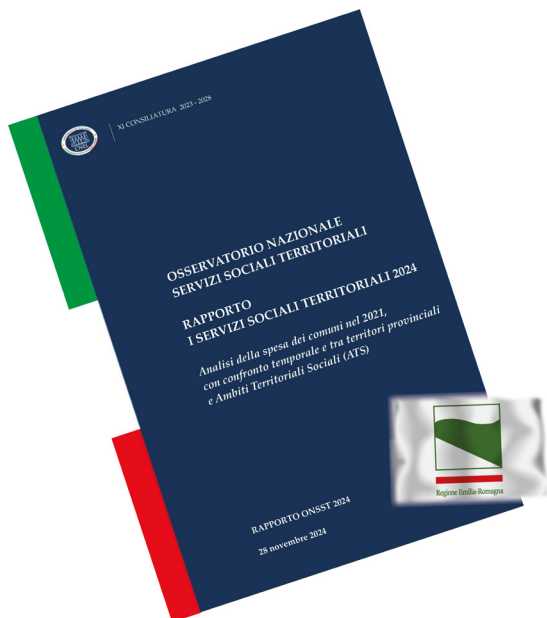 XI CONSILIATURA 2023 - 2028
CNEL
OSSERVATORIO NAZIONALE
SERVIZI SOCIALI TERRITORIALI
RAPPORTO
I SERVIZI SOCIALI TERRITORIALI 2024
Analisi della spesa dei comuni nel 2021,
con confronto temporale e tra territori provinciali
e Ambiti Territoriali Sociali (ATS)
Regione Emilia-Romagna
RAPPORTO ONSST 2024
28 novembre 2024